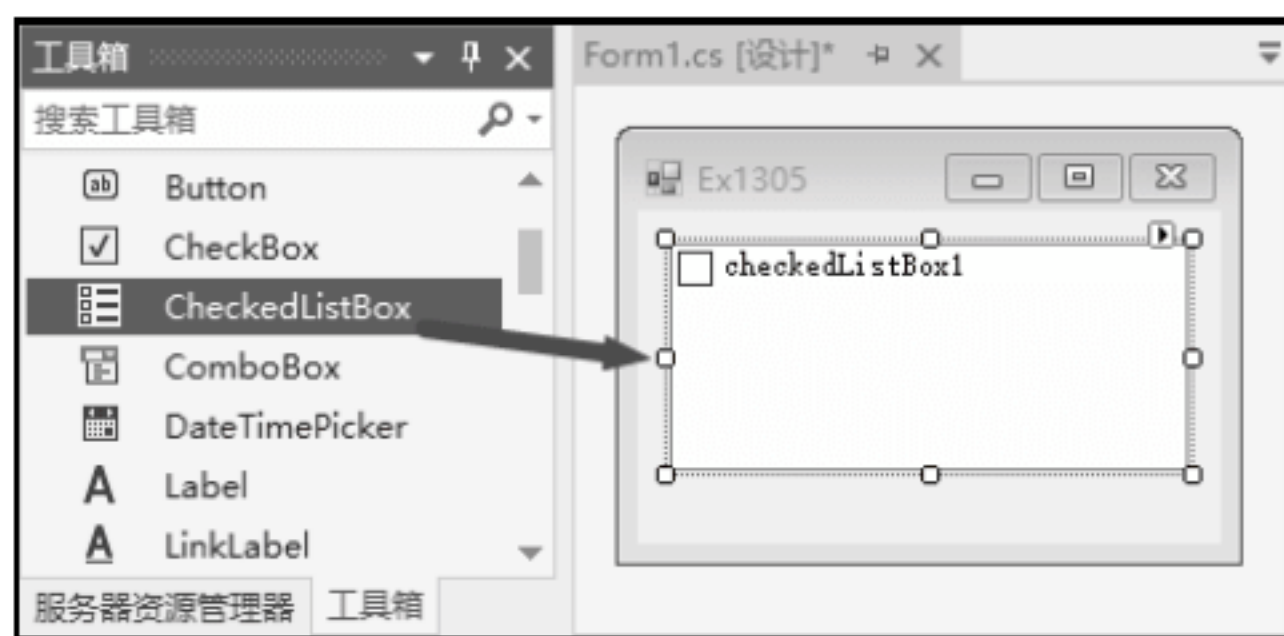 工具箱
搜索工具箱
Button
CheckBox
CheckedListBox
ComboBox
DateTimePicker
Label
LinkLabel
服务器资源管理器 工具箱
Form1.cs [设计]*
Ex1305
checkedListBox1